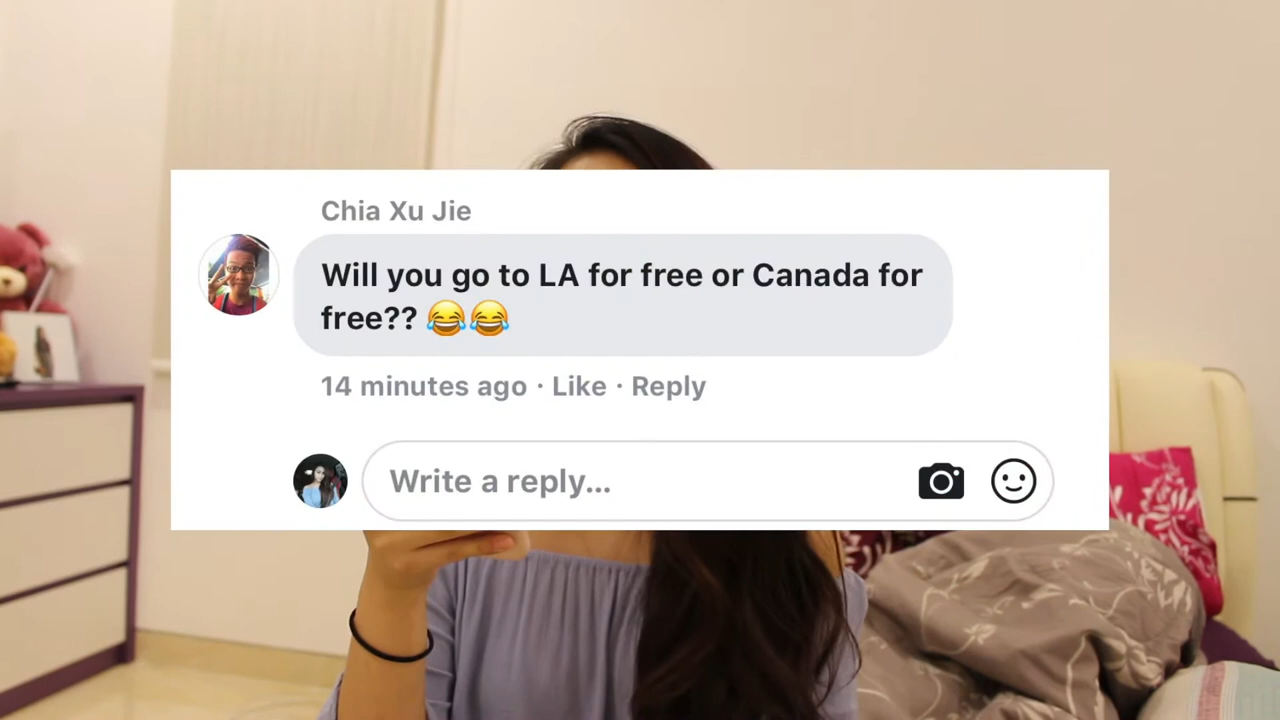 Chia Xu Jie
Will you go to LA for free or Canada for
free?? 😂😂
14 minutes ago · Like · Reply
Write a reply...